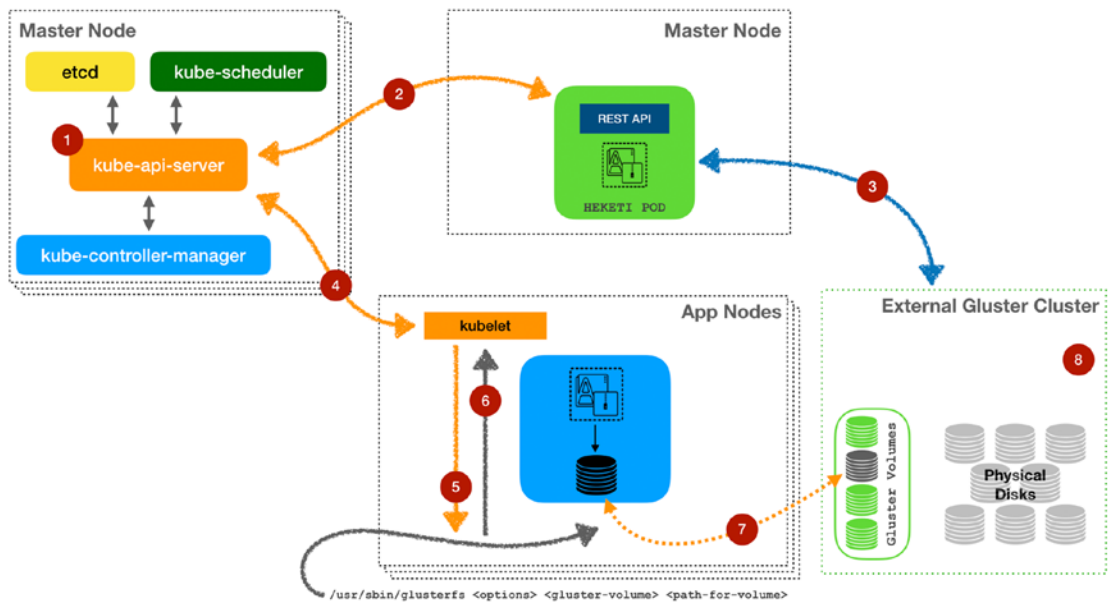 Master Node
etcd
kube-scheduler
1
kube-api-server
kube-controller-manager
2
Master Node
REST API
HEKETI POD
3
4
App Nodes
kubelet
6
5
7
/usr/sbin/glusterfs <options> <gluster-volume> <path-for-volume>
External Gluster Cluster
8
Gluster Volumes
Physical
Disks